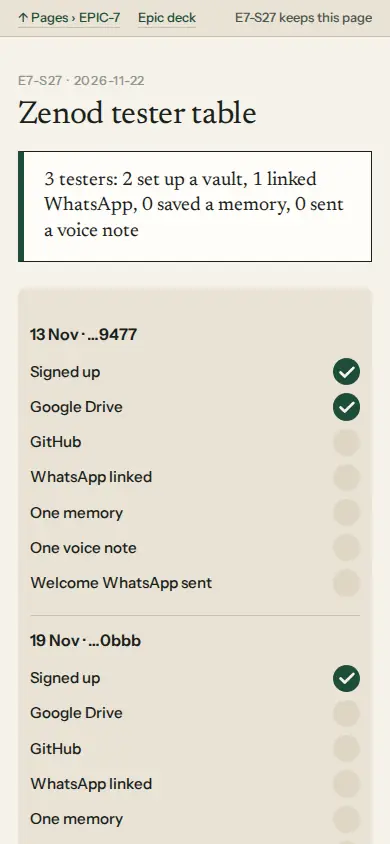 ↑ Pages › EPIC-7 Epic deck E7-S27 keeps this page
E7-S27 · 2026-11-22
Zenod tester table
3 testers: 2 set up a vault, 1 linked
WhatsApp, 0 saved a memory, 0 sent
a voice note
13 Nov · …9477
Signed up
Google Drive
GitHub
WhatsApp linked
One memory
One voice note
Welcome WhatsApp sent
19 Nov · …0bbb
Signed up
Google Drive
GitHub
WhatsApp linked
One memory